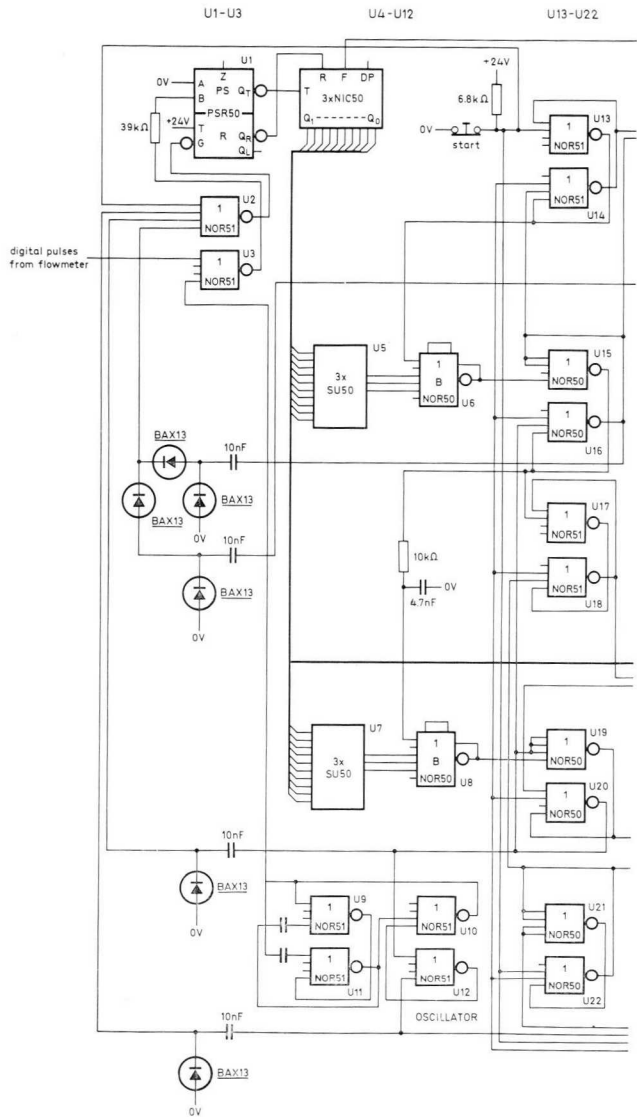 U1-U3 U4-U12 U13-U22
Z U1
0V A PS QT
B
PSR50
+24V T R QR
G QL
39kΩ
R F DP
T 3xNIC50
Q1 Q0
+24V
6.8kΩ
0V start
1 NOR51 U13
1 NOR51 U14
1 NOR51 U2
1 NOR51 U3
digital pulses
from flowmeter
U5
3x
SU50
1
B
NOR50 U6
1 NOR50 U15
1 NOR50 U16
BAX13
10nF
BAX13
BAX13
0V
10nF
BAX13
0V
10kΩ
4.7nF 0V
1 NOR51 U17
1 NOR51 U18
U7
3x
SU50
1
B
NOR50 U8
1 NOR50 U19
1 NOR50 U20
10nF
BAX13
0V
1 NOR51 U9
1 NOR51 U10
1 NOR51 U11
1 NOR51 U12
OSCILLATOR
1 NOR50 U21
1 NOR50 U22
10nF
BAX13
0V